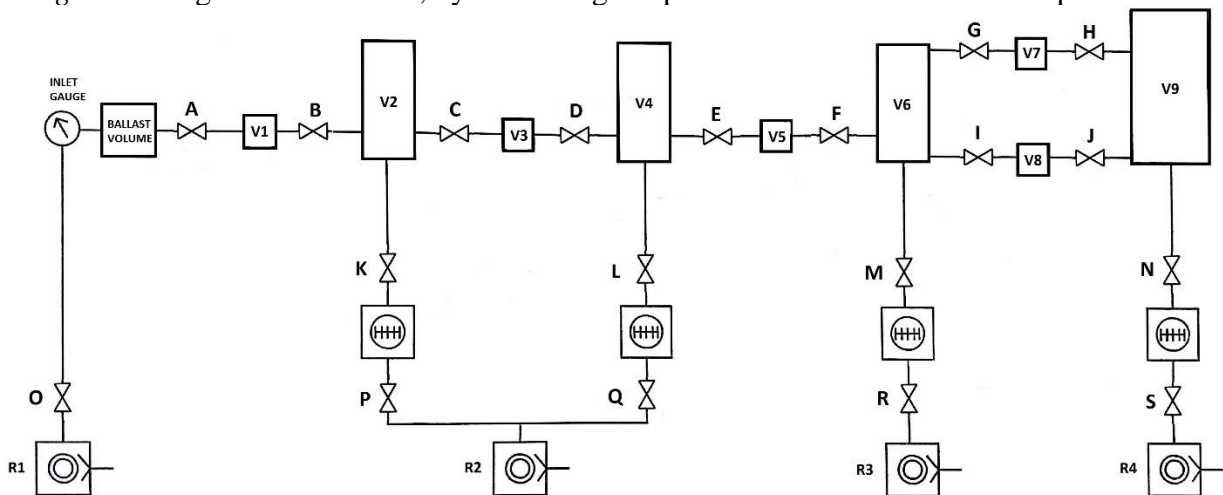 G H
V7
INLET
GAUGE
A B C D E F
V2 V4 V6 V9
BALLAST
VOLUME
V1 V3 V5
I J
V8
K L M N
O P Q R S
R1 R2 R3 R4